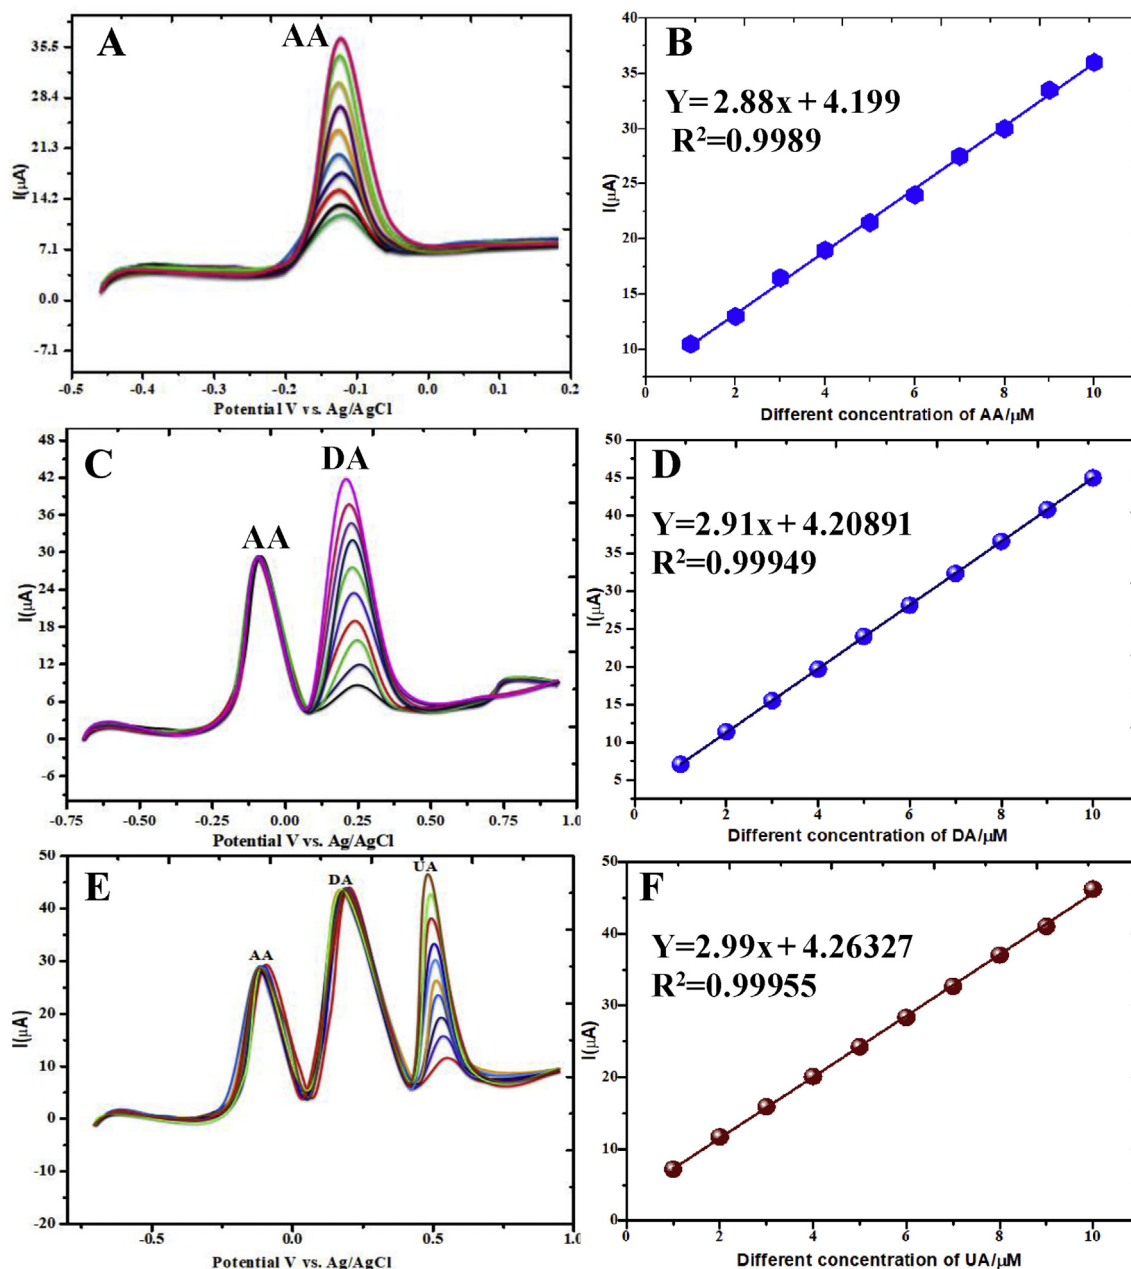 A
AA
I(µA)
35.5
28.4
21.3
14.2
7.1
0.0
-7.1
-0.5 -0.4 -0.3 -0.2 -0.1 0.0 0.1 0.2
Potential V vs. Ag/AgCl
B
Y=2.88x+4.199
R²=0.9989
I(µA)
40
35
30
25
20
15
10
0 2 4 6 8 10
Different concentration of AA/µM
C
AA
DA
I(µA)
48
42
36
30
24
18
12
6
0
-6
-0.75 -0.50 -0.25 0.00 0.25 0.50 0.75 1.0
Potential V vs. Ag/AgCl
D
Y=2.91x+4.20891
R²=0.99949
I(µA)
50
45
40
35
30
25
20
15
10
5
0 2 4 6 8 10
Different concentration of DA/µM
E
AA
DA
UA
I(µA)
50
40
30
20
10
0
-10
-20
-0.5 0.0 0.5 1.0
Potential V vs. Ag/AgCl
F
Y=2.99x+4.26327
R²=0.99955
I(µA)
50
40
30
20
10
0
0 2 4 6 8 10
Different concentration of UA/µM